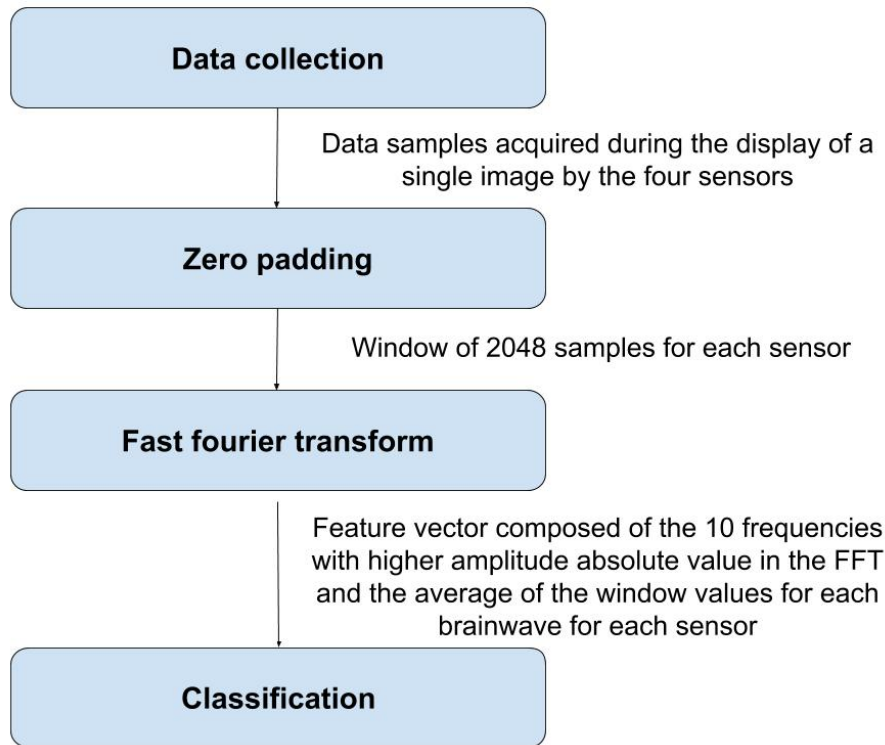 Data collection
Data samples acquired during the display of a
single image by the four sensors
Zero padding
Window of 2048 samples for each sensor
Fast fourier transform
Feature vector composed of the 10 frequencies
with higher amplitude absolute value in the FFT
and the average of the window values for each
brainwave for each sensor
Classification